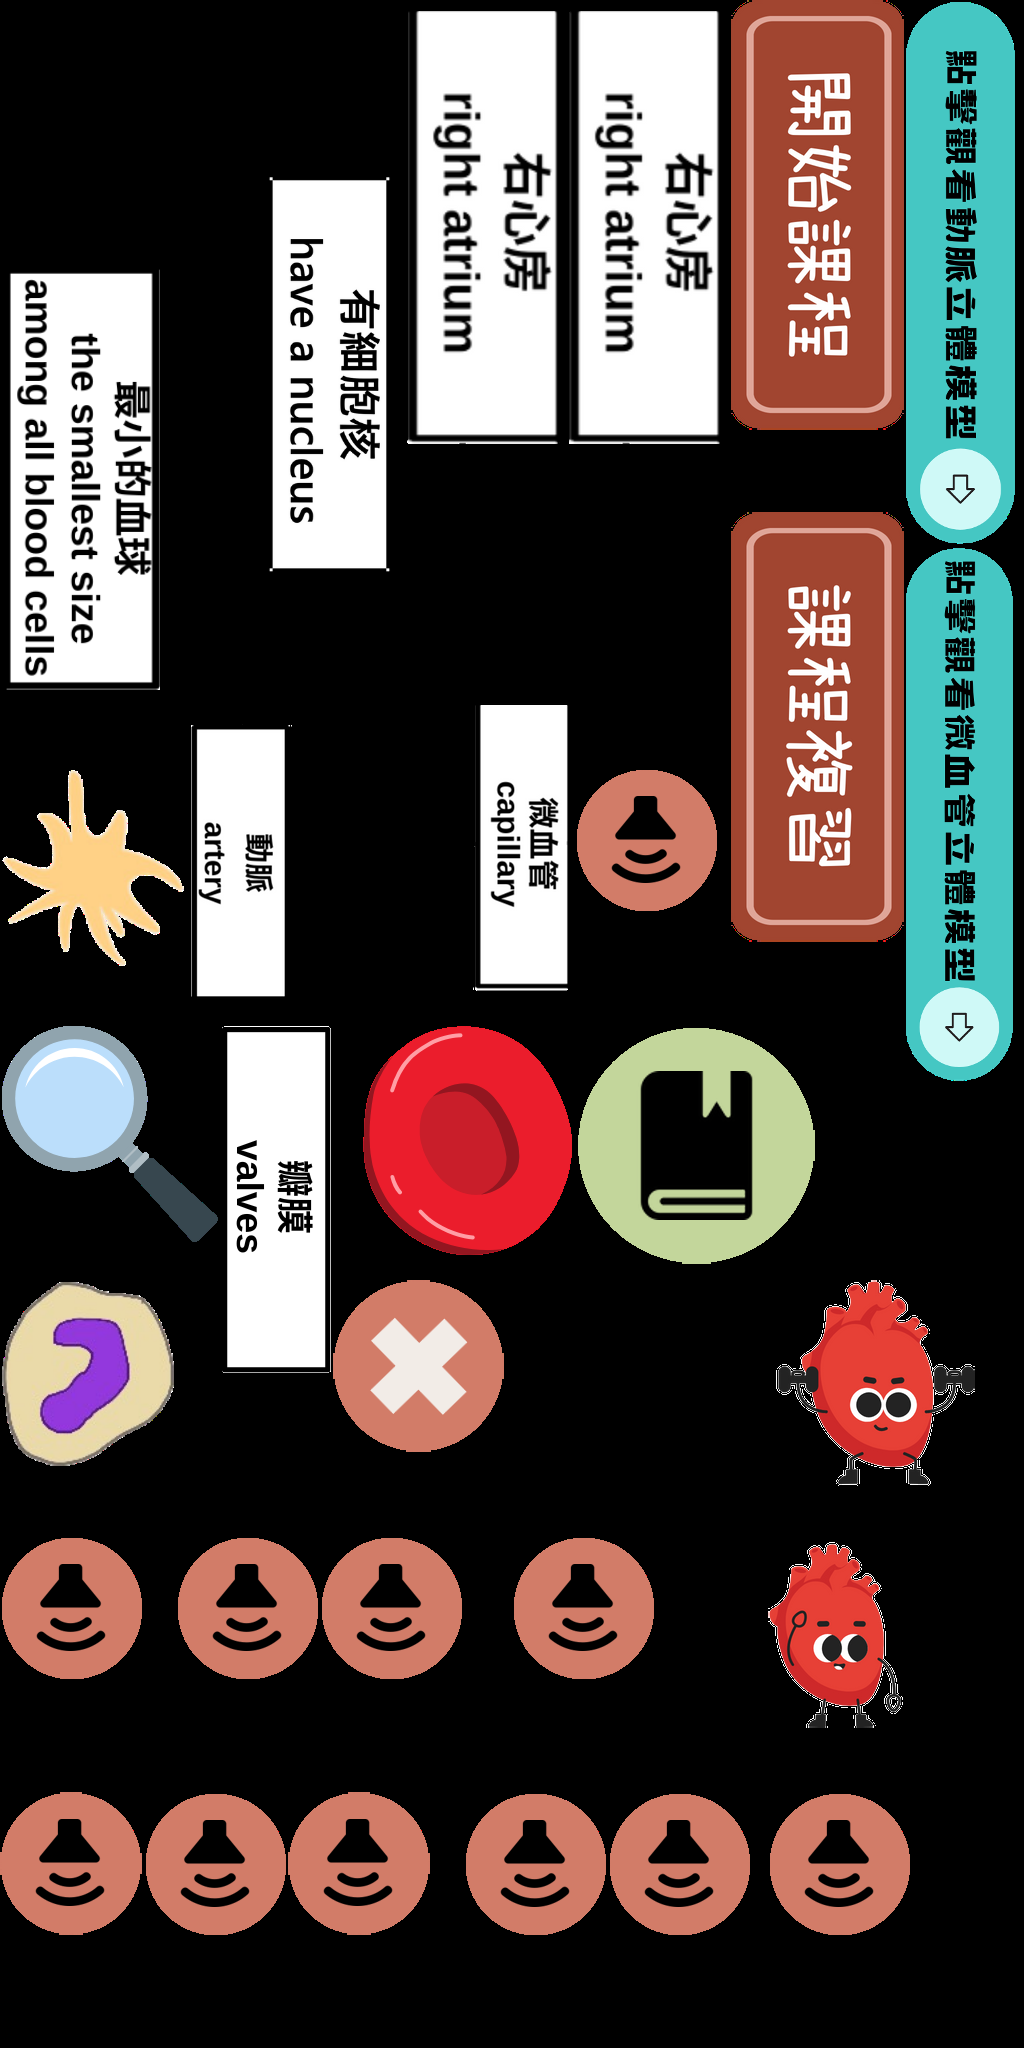 點擊觀看動脈立體模型
點擊觀看微血管立體模型
開始課程
課程複習
右心房
right atrium
右心房
right atrium
有細胞核
have a nucleus
最小的血球
the smallest size
among all blood cells
微血管
capillary
動脈
artery
瓣膜
valves